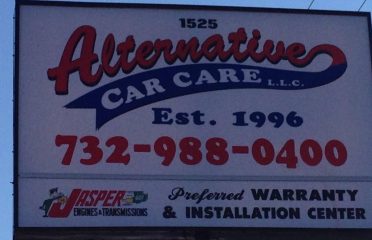 1525
Alternative
CAR CARE L.L.C.
Est. 1996
732-988-0400
JASPER
ENGINES & TRANSMISSIONS
Preferred WARRANTY
& INSTALLATION CENTER